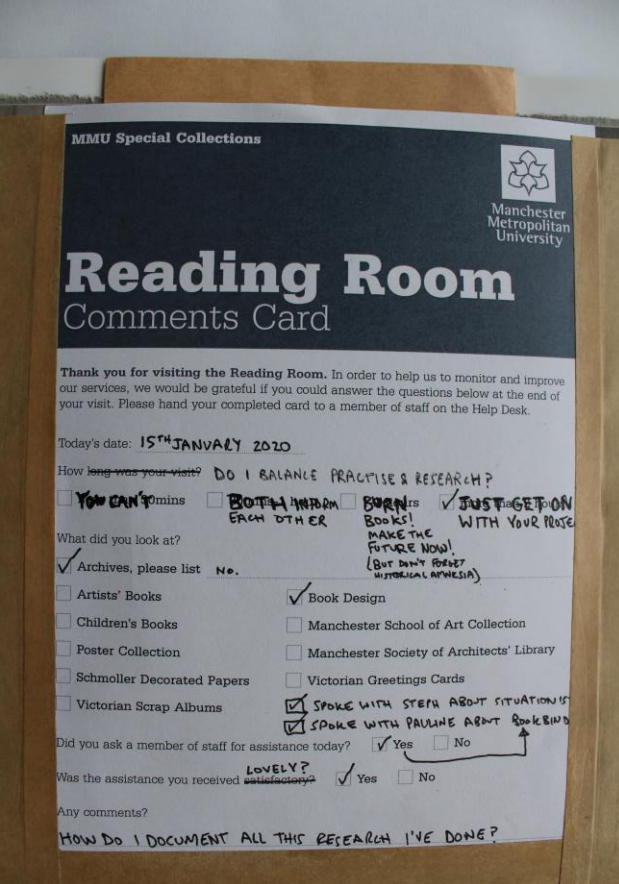 MMU Special Collections
Manchester
Metropolitan
University
Reading Room
Comments Card
Thank you for visiting the Reading Room. In order to help us to monitor and improve
our services, we would be grateful if you could answer the questions below at the end of
your visit. Please hand your completed card to a member of staff on the Help Desk.
Today's date: 15TH JANUARY 2020
How long was your visit? DO I BALANCE PRACTISE & RESEARCH?
YOU CAN'T
BOTH INFORM
EACH OTHER
BURN
BOOKS!
MAKE THE
FUTURE NOW!
(BUT DON'T FORGET
HISTORICAL AMNESIA)
JUST GET ON
WITH YOUR PROJE
What did you look at?
Archives, please list NO.
Artists' Books
Book Design
Children's Books
Manchester School of Art Collection
Poster Collection
Manchester Society of Architects' Library
Schmoller Decorated Papers
Victorian Greetings Cards
Victorian Scrap Albums
SPOKE WITH STEPH ABOUT SITUATIONIST
SPOKE WITH PAULINE ABOUT BOOKBIND
Did you ask a member of staff for assistance today? Yes No
LOVELY?
Was the assistance you received satisfactory? Yes No
Any comments?
HOW DO I DOCUMENT ALL THIS RESEARCH I'VE DONE?